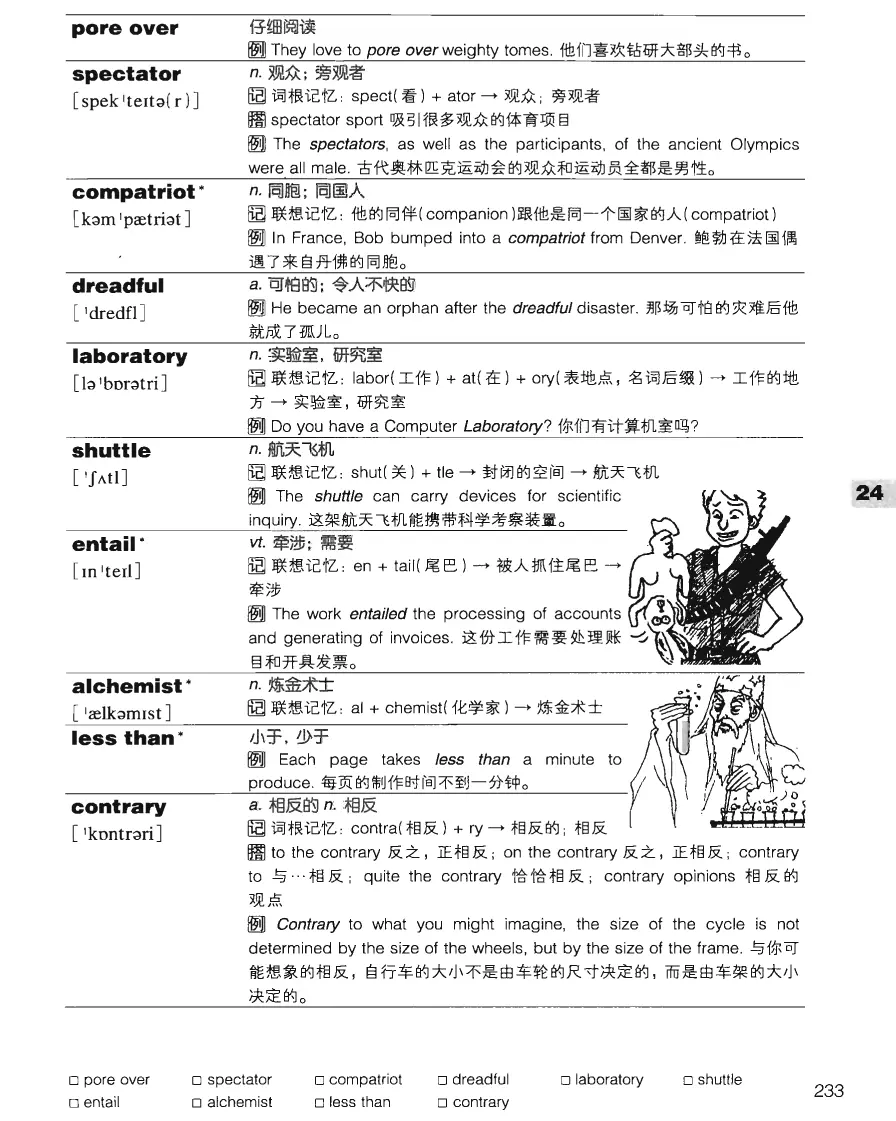 pore over 仔细阅读
例 They love to pore over weighty tomes. 他们喜欢钻研大部头的书。
spectator n. 观众；旁观者
[spekˈteɪtə(r)] 记 词根记忆：spect(看) + ator → 观众；旁观者
搭 spectator sport 吸引很多观众的体育项目
例 The spectators, as well as the participants, of the ancient Olympics
were all male. 古代奥林匹克运动会的观众和运动员全都是男性。
compatriot* n. 同胞；同国人
[kəmˈpætriət] 记 联想记忆：他的同伴(companion)跟他是同一个国家的人(compatriot)
例 In France, Bob bumped into a compatriot from Denver. 鲍勃在法国偶
遇了来自丹佛的同胞。
dreadful a. 可怕的；令人不快的
[ˈdredfl] 例 He became an orphan after the dreadful disaster. 那场可怕的灾难后他
就成了孤儿。
laboratory n. 实验室，研究室
[ləˈbɒrətri] 记 联想记忆：labor(工作) + at(在) + ory(表地点，名词后缀) → 工作的地
方 → 实验室，研究室
例 Do you have a Computer Laboratory? 你们有计算机室吗?
shuttle n. 航天飞机
[ˈʃʌtl] 记 联想记忆：shut(关) + tle → 封闭的空间 → 航天飞机
例 The shuttle can carry devices for scientific
inquiry. 这架航天飞机能携带科学考察装置。
24
entail* vt. 牵涉；需要
[ɪnˈteɪl] 记 联想记忆：en + tail(尾巴) → 被人抓住尾巴 →
牵涉
例 The work entailed the processing of accounts
and generating of invoices. 这份工作需要处理账
目和开具发票。
alchemist* n. 炼金术士
[ˈælkəmɪst] 记 联想记忆：al + chemist(化学家) → 炼金术士
less than* 小于，少于
例 Each page takes less than a minute to
produce. 每页的制作时间不到一分钟。
contrary a. 相反的 n. 相反
[ˈkɒntrəri] 记 词根记忆：contra(相反) + ry → 相反的；相反
搭 to the contrary 反之，正相反；on the contrary 反之，正相反；contrary
to 与…相反；quite the contrary 恰恰相反；contrary opinions 相反的
观点
例 Contrary to what you might imagine, the size of the cycle is not
determined by the size of the wheels, but by the size of the frame. 与你可
能想象的相反，自行车的大小不是由车轮的尺寸决定的，而是由车架的大小
决定的。
□ pore over □ spectator □ compatriot □ dreadful □ laboratory □ shuttle
□ entail □ alchemist □ less than □ contrary
233